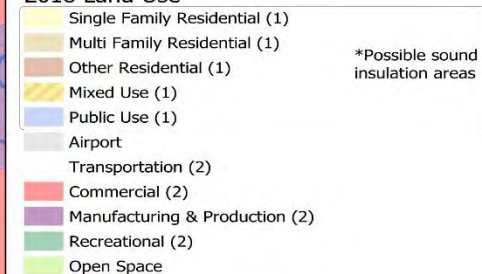 2018 Land Use
Single Family Residential (1)
Multi Family Residential (1)
Other Residential (1)
Mixed Use (1)
Public Use (1)
*Possible sound
insulation areas
Airport
Transportation (2)
Commercial (2)
Manufacturing & Production (2)
Recreational (2)
Open Space